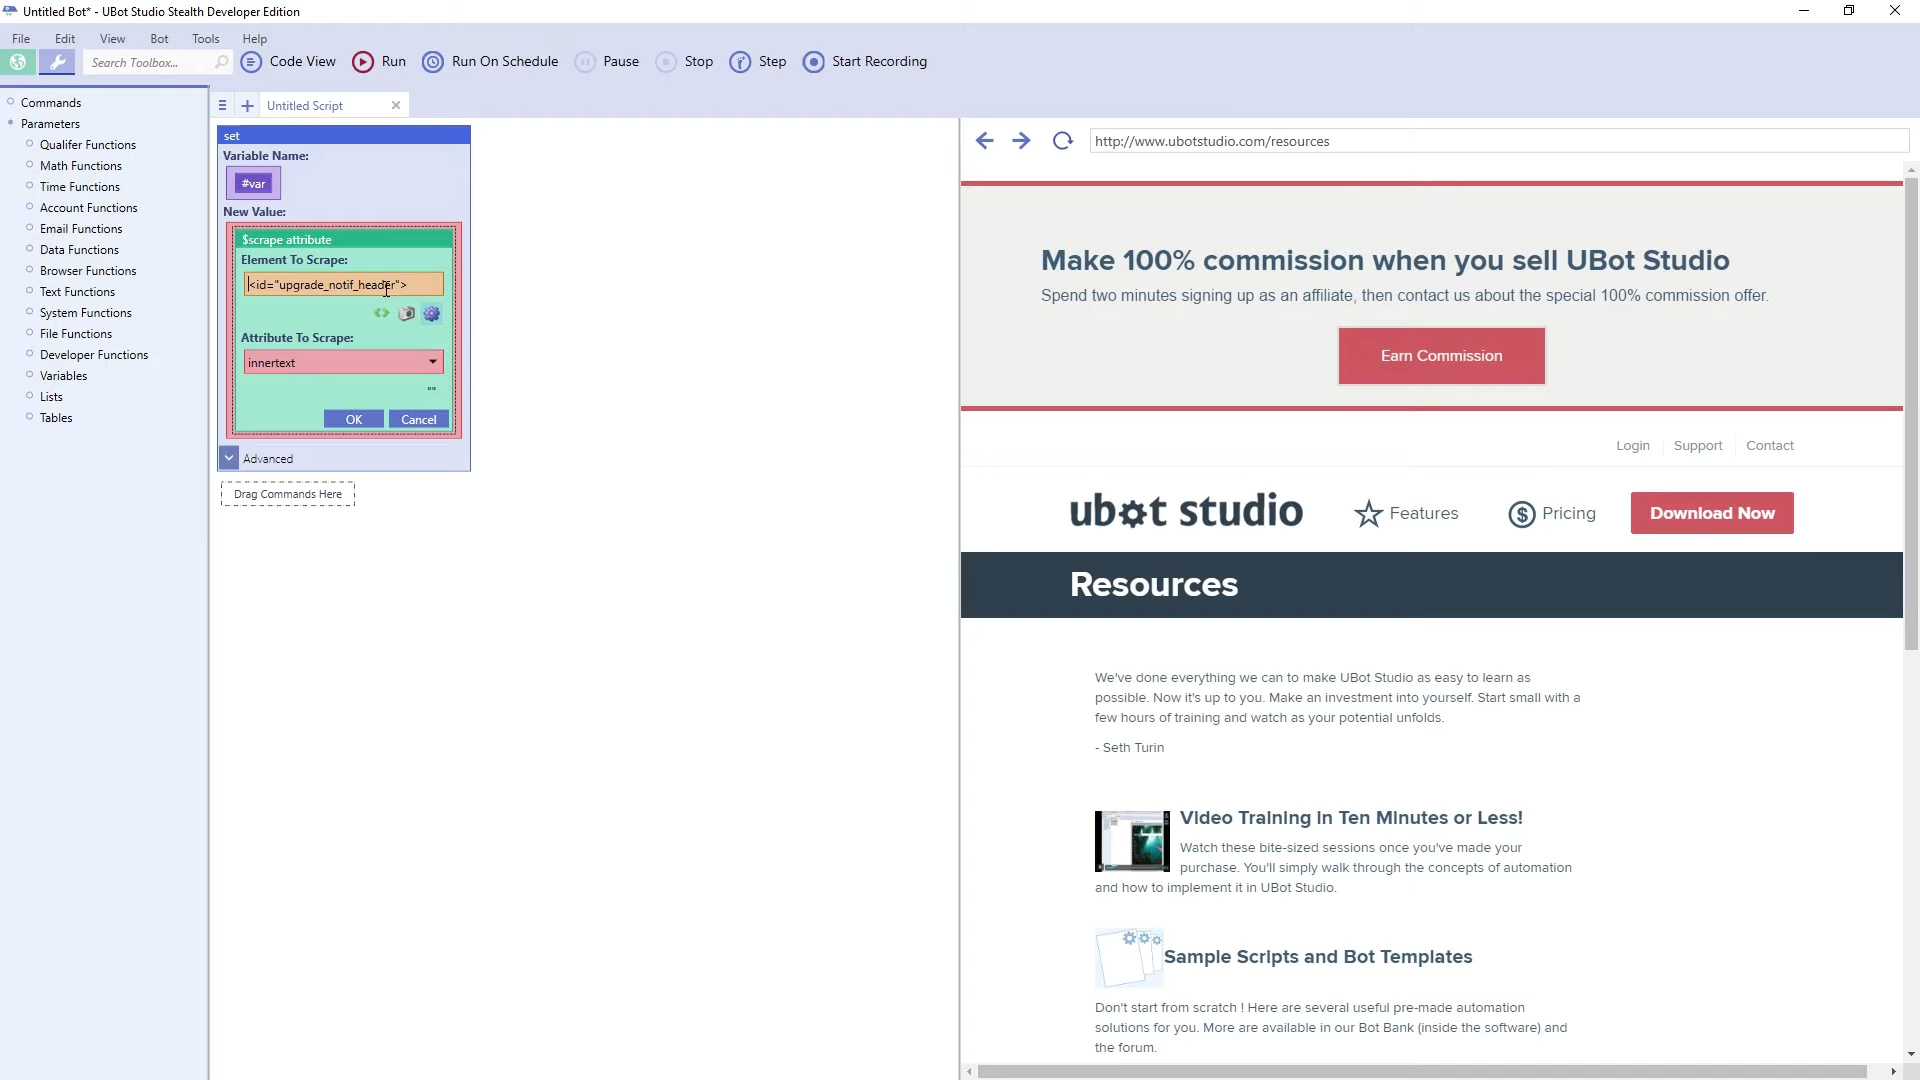 Untitled Bot* - UBot Studio Stealth Developer Edition
File Edit View Bot Tools Help
Search Toolbox... Code View Run Run On Schedule Pause Stop Step Start Recording
Commands
Parameters
Qualifer Functions
Math Functions
Time Functions
Account Functions
Email Functions
Data Functions
Browser Functions
Text Functions
System Functions
File Functions
Developer Functions
Variables
Lists
Tables
Untitled Script
set
Variable Name:
#var
New Value:
$scrape attribute
Element To Scrape:
<id="upgrade_notif_header">
Attribute To Scrape:
innertext
""
OK Cancel
Advanced
Drag Commands Here
http://www.ubotstudio.com/resources
Make 100% commission when you sell UBot Studio
Spend two minutes signing up as an affiliate, then contact us about the special 100% commission offer.
Earn Commission
Login Support Contact
ubot studio Features Pricing Download Now
Resources
We've done everything we can to make UBot Studio as easy to learn as
possible. Now it's up to you. Make an investment into yourself. Start small with a
few hours of training and watch as your potential unfolds.
- Seth Turin
Video Training in Ten Minutes or Less!
Watch these bite-sized sessions once you've made your
purchase. You'll simply walk through the concepts of automation
and how to implement it in UBot Studio.
Sample Scripts and Bot Templates
Don't start from scratch ! Here are several useful pre-made automation
solutions for you. More are available in our Bot Bank (inside the software) and
the forum.